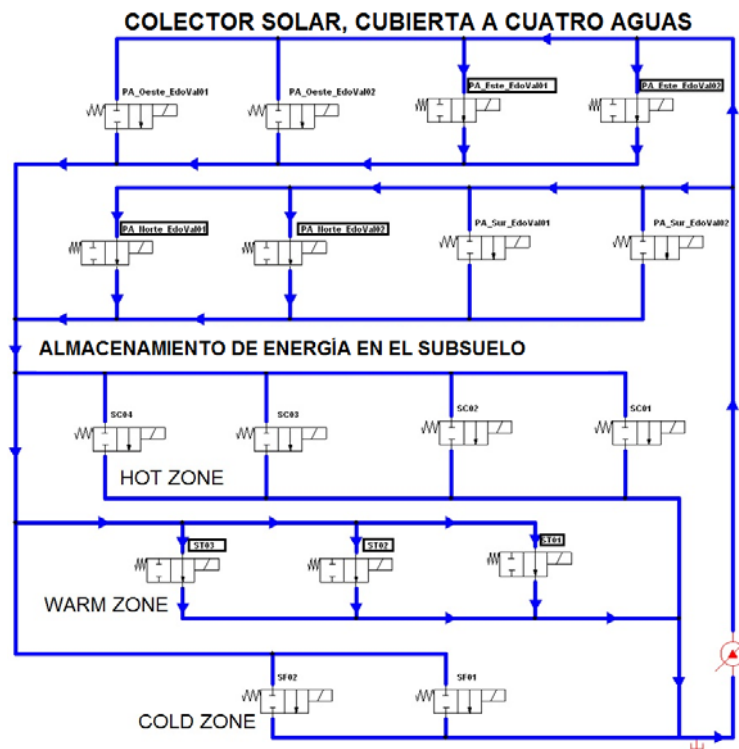 COLECTOR SOLAR, CUBIERTA A CUATRO AGUAS
PA_Oeste_EdoVal01 PA_Oeste_EdoVal02 PA_Este_EdoVal01 PA_Este_EdoVal02
PA_Norte_EdoVal01 PA_Norte_EdoVal02 PA_Sur_EdoVal01 PA_Sur_EdoVal02
ALMACENAMIENTO DE ENERGÍA EN EL SUBSUELO
SC04 SC03 SC02 SC01
HOT ZONE
ST03 ST02 ST01
WARM ZONE
SF02 SF01
COLD ZONE